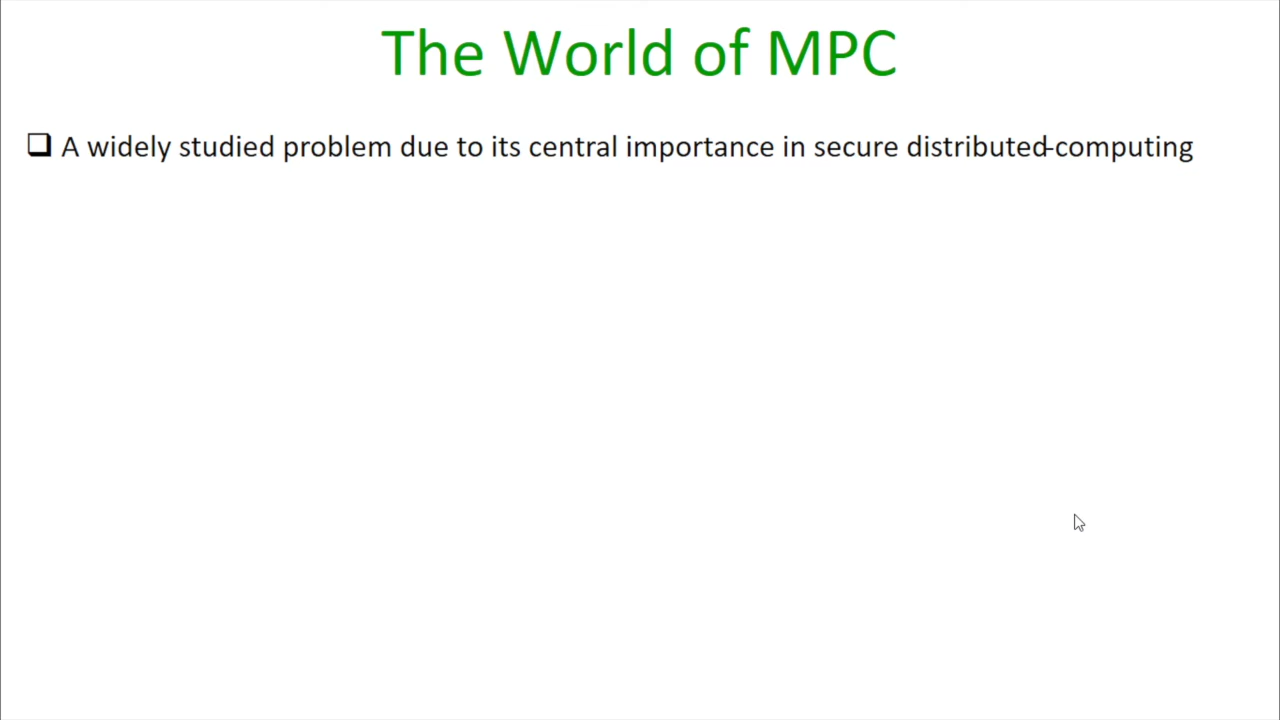 The World of MPC
❑ A widely studied problem due to its central importance in secure distributed-computing